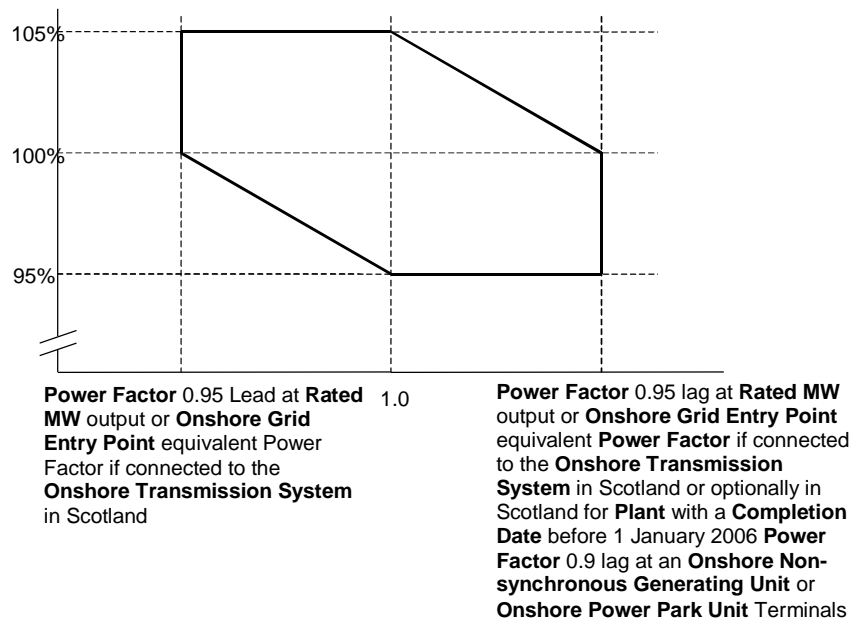 105%
100%
95%
Power Factor 0.95 Lead at Rated
MW output or Onshore Grid
Entry Point equivalent Power
Factor if connected to the
Onshore Transmission System
in Scotland
1.0
Power Factor 0.95 lag at Rated MW
output or Onshore Grid Entry Point
equivalent Power Factor if connected
to the Onshore Transmission
System in Scotland or optionally in
Scotland for Plant with a Completion
Date before 1 January 2006 Power
Factor 0.9 lag at an Onshore Non-
synchronous Generating Unit or
Onshore Power Park Unit Terminals